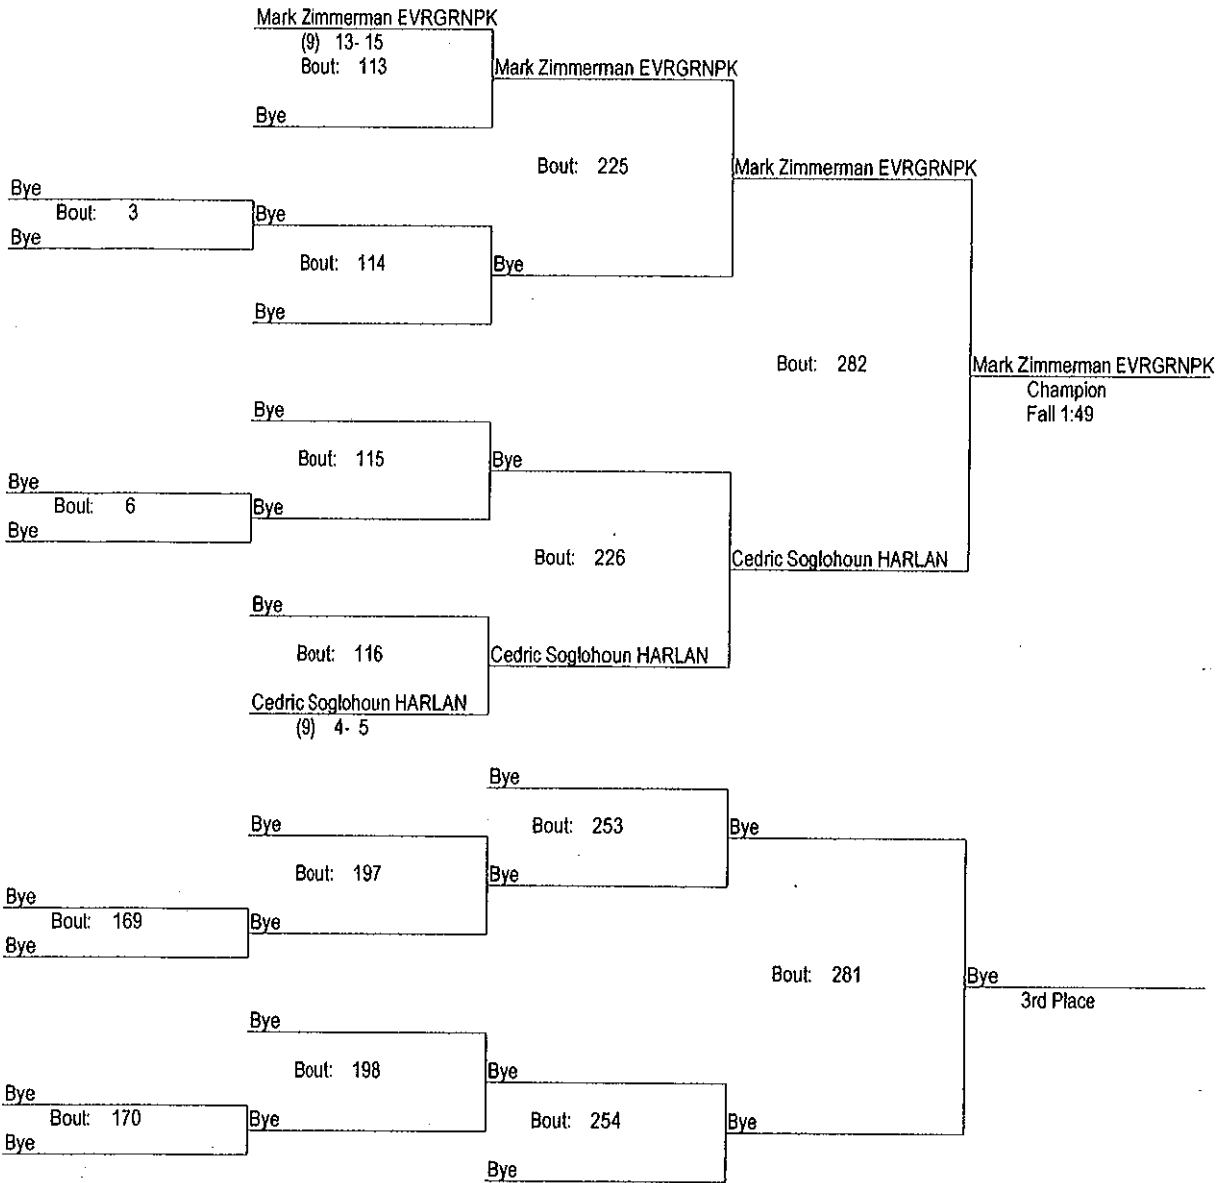 Mark Zimmerman EVRGRNPK
(9) 13- 15
Bout: 113
Mark Zimmerman EVRGRNPK
Bye
Bout: 225
Mark Zimmerman EVRGRNPK
Bye
Bout: 3
Bye
Bye
Bout: 114
Bye
Bye
Bout: 282
Mark Zimmerman EVRGRNPK
Champion
Fall 1:49
Bye
Bout: 115
Bye
Bye
Bout: 6
Bye
Bye
Bout: 226
Cedric Soglohoun HARLAN
Bye
Bout: 116
Cedric Soglohoun HARLAN
Cedric Soglohoun HARLAN
(9) 4- 5
Bye
Bye
Bout: 253
Bye
Bout: 197
Bye
Bye
Bout: 169
Bye
Bye
Bout: 281
Bye
3rd Place
Bye
Bout: 198
Bye
Bye
Bout: 170
Bye
Bye
Bout: 254
Bye
Bye